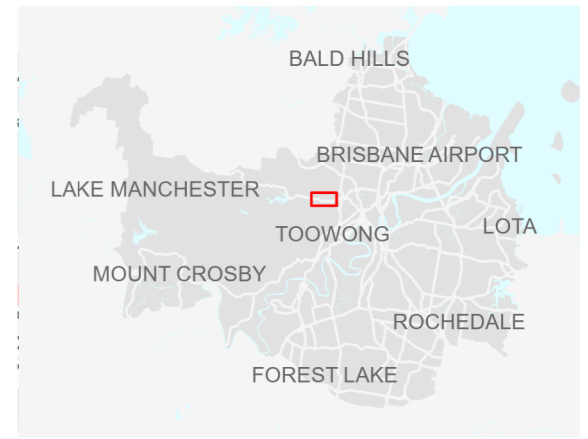 BALD HILLS
BRISBANE AIRPORT
LAKE MANCHESTER
LOTA
TOOWONG
MOUNT CROSBY
ROCHEDALE
FOREST LAKE